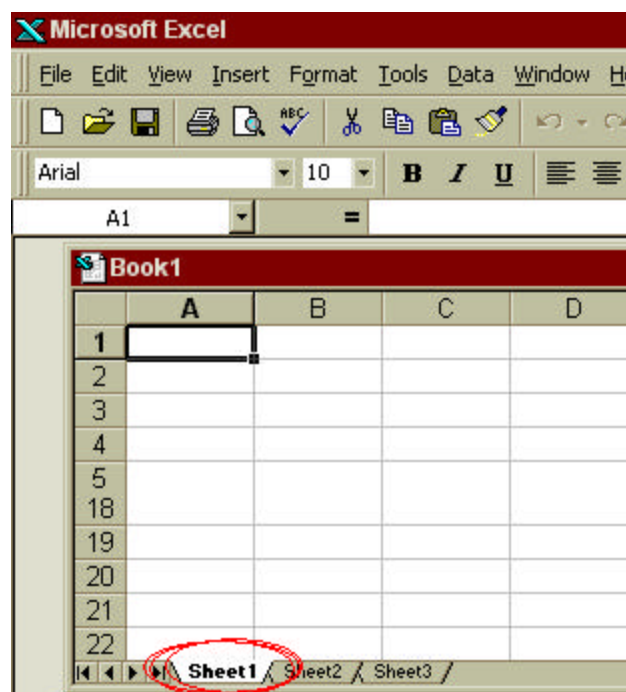 Microsoft Excel
File Edit View Insert Format Tools Data Window H
ABC
Arial 10 B I U
A1 =
Book1
A B C D
1
2
3
4
5
18
19
20
21
22
Sheet1 Sheet2 Sheet3